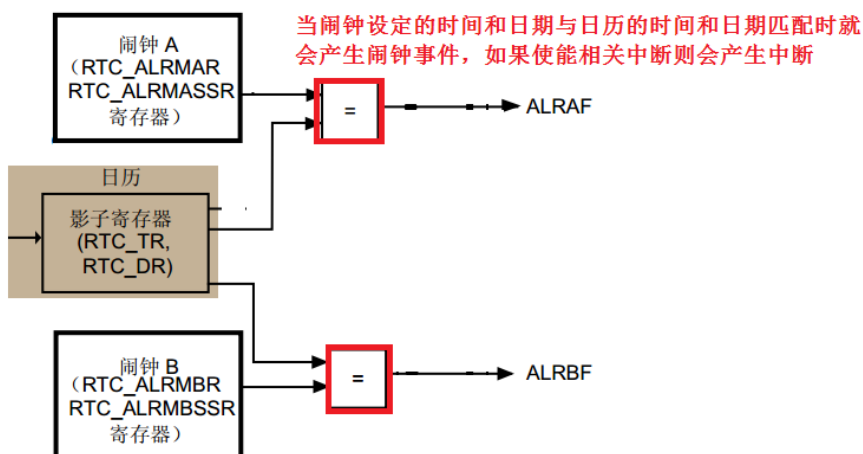 当闹钟设定的时间和日期与日历的时间和日期匹配时就
会产生闹钟事件，如果使能相关中断则会产生中断
闹钟 A
（RTC_ALRMAR
RTC_ALRMASSR
寄存器）
=
ALRAF
日历
影子寄存器
(RTC_TR,
RTC_DR)
闹钟 B
（RTC_ALRMBR
RTC_ALRMBSSR
寄存器）
=
ALRBF